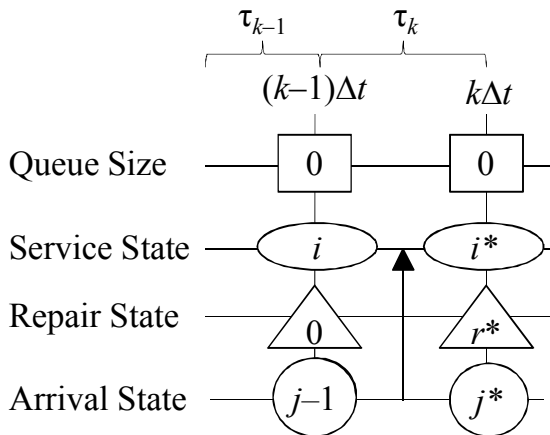 τk–1 τk
(k–1)Δt kΔt
Queue Size 0 0
Service State i i*
Repair State 0 r*
Arrival State j–1 j*